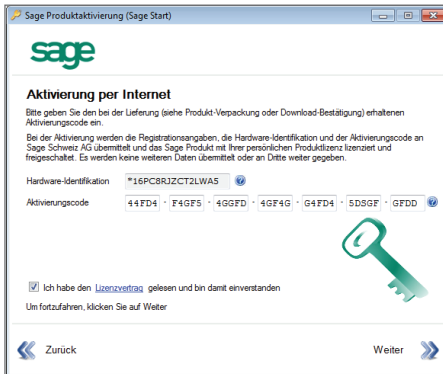 Sage Produktaktivierung (Sage Start)
sage
Aktivierung per Internet
Bitte geben Sie den bei der Lieferung (siehe Produkt-Verpackung oder Download-Bestätigung) erhaltenen
Aktivierungscode ein.
Bei der Aktivierung werden die Registrationsangaben, die Hardware-Identifikation und der Aktivierungscode an
Sage Schweiz AG übermittelt und das Sage Produkt mit Ihrer persönlichen Produktlizenz lizenziert und
freigeschaltet. Es werden keine weiteren Daten übermittelt oder an Dritte weiter gegeben.
Hardware-Identifikation *16PC8RJZCT2LWA5
Aktivierungscode 44FD4 - F4GF5 - 4GGFD - 4GF4G - G4FD4 - 5DSGF - GFDD
Ich habe den Lizenzvertrag gelesen und bin damit einverstanden
Um fortzufahren, klicken Sie auf Weiter
Zurück Weiter